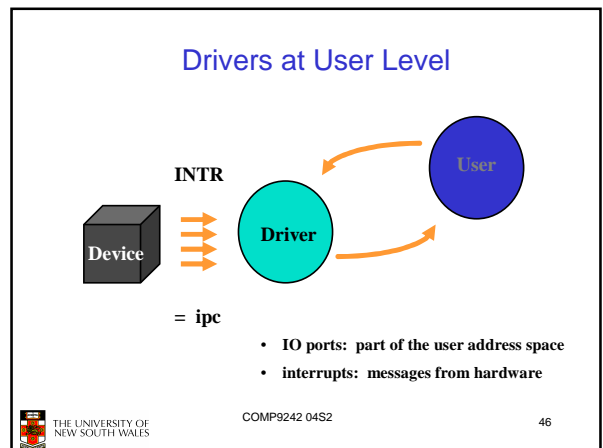 Drivers at User Level
User
INTR
Driver
Device
= ipc
• IO ports: part of the user address space
• interrupts: messages from hardware
THE UNIVERSITY OF
NEW SOUTH WALES
COMP9242 04S2
46